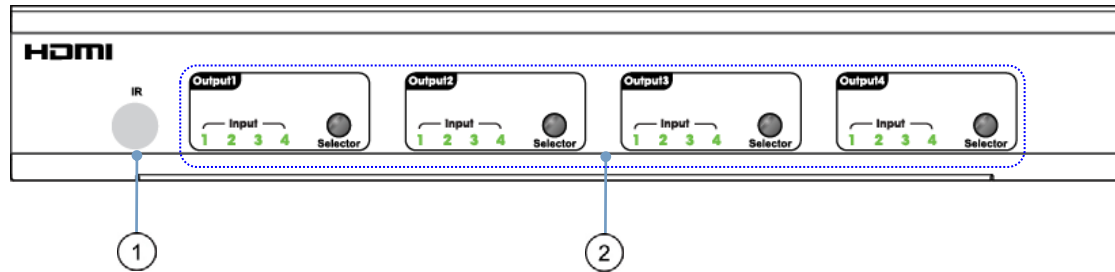 HDMI
IR
Output1
Input
1 2 3 4
Selector
Output2
Input
1 2 3 4
Selector
Output3
Input
1 2 3 4
Selector
Output4
Input
1 2 3 4
Selector
1
2